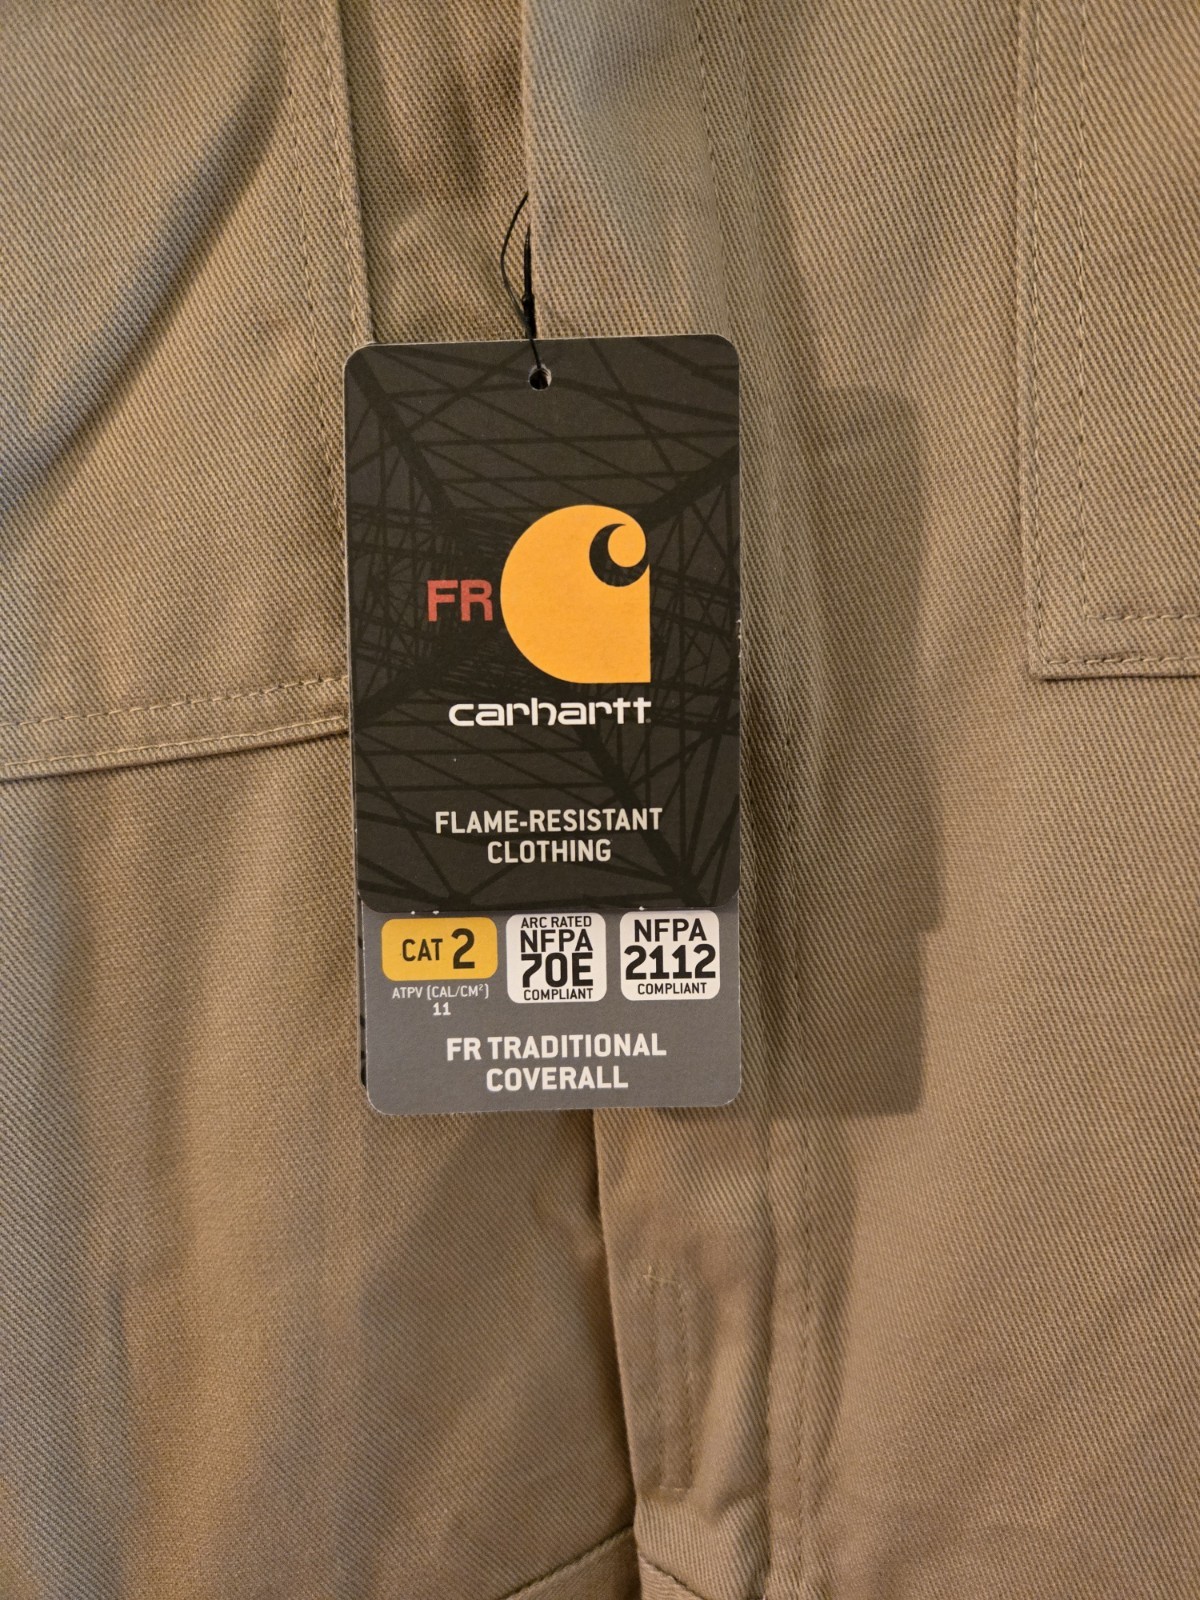 FR
carhartt
FLAME-RESISTANT
CLOTHING
CAT 2
ATPV (CAL/CM²)
11
ARC RATED
NFPA
70E
COMPLIANT
NFPA
2112
COMPLIANT
FR TRADITIONAL
COVERALL